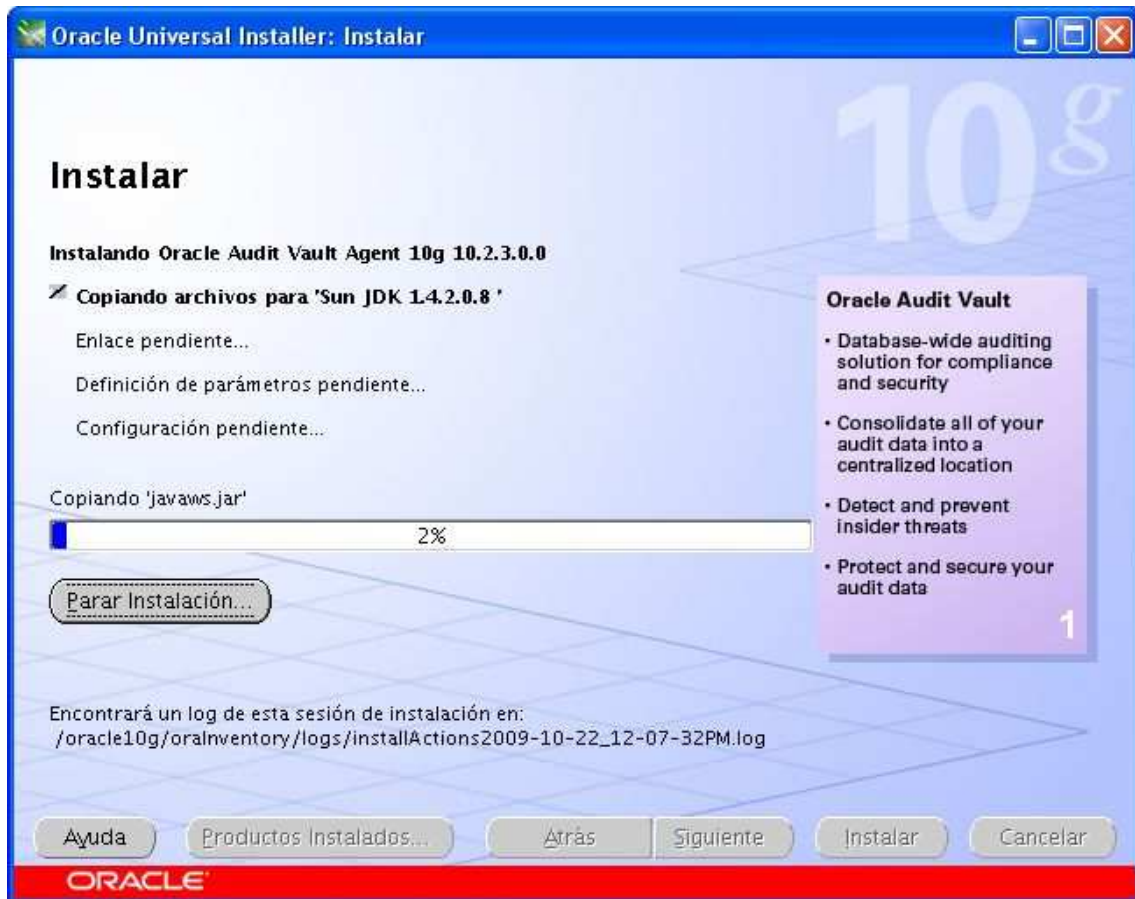 Oracle Universal Installer: Instalar
10g
Instalar
Instalando Oracle Audit Vault Agent 10g 10.2.3.0.0
Copiando archivos para 'Sun JDK 1.4.2.0.8 '
Enlace pendiente...
Definición de parámetros pendiente...
Configuración pendiente...
Copiando 'javaws.jar'
2%
Parar Instalación...
Oracle Audit Vault
• Database-wide auditing
solution for compliance
and security
• Consolidate all of your
audit data into a
centralized location
• Detect and prevent
insider threats
• Protect and secure your
audit data
1
Encontrará un log de esta sesión de instalación en:
/oracle10g/oraInventory/logs/installActions2009-10-22_12-07-32PM.log
Ayuda Productos Instalados... Atrás Siguiente Instalar Cancelar
ORACLE